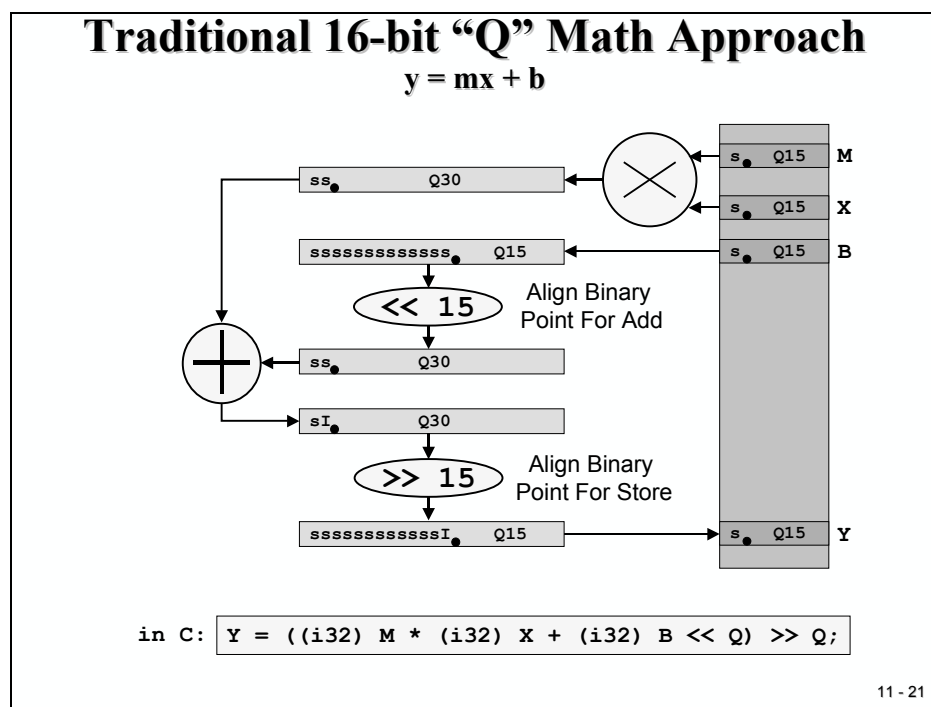 Traditional 16-bit “Q” Math Approach
y = mx + b
s Q15 M
ss Q30
s Q15 X
sssssssssssss Q15
s Q15 B
<< 15
Align Binary
Point For Add
ss Q30
sI Q30
>> 15
Align Binary
Point For Store
ssssssssssssI Q15
s Q15 Y
in C: Y = ((i32) M * (i32) X + (i32) B << Q) >> Q;
11 - 21